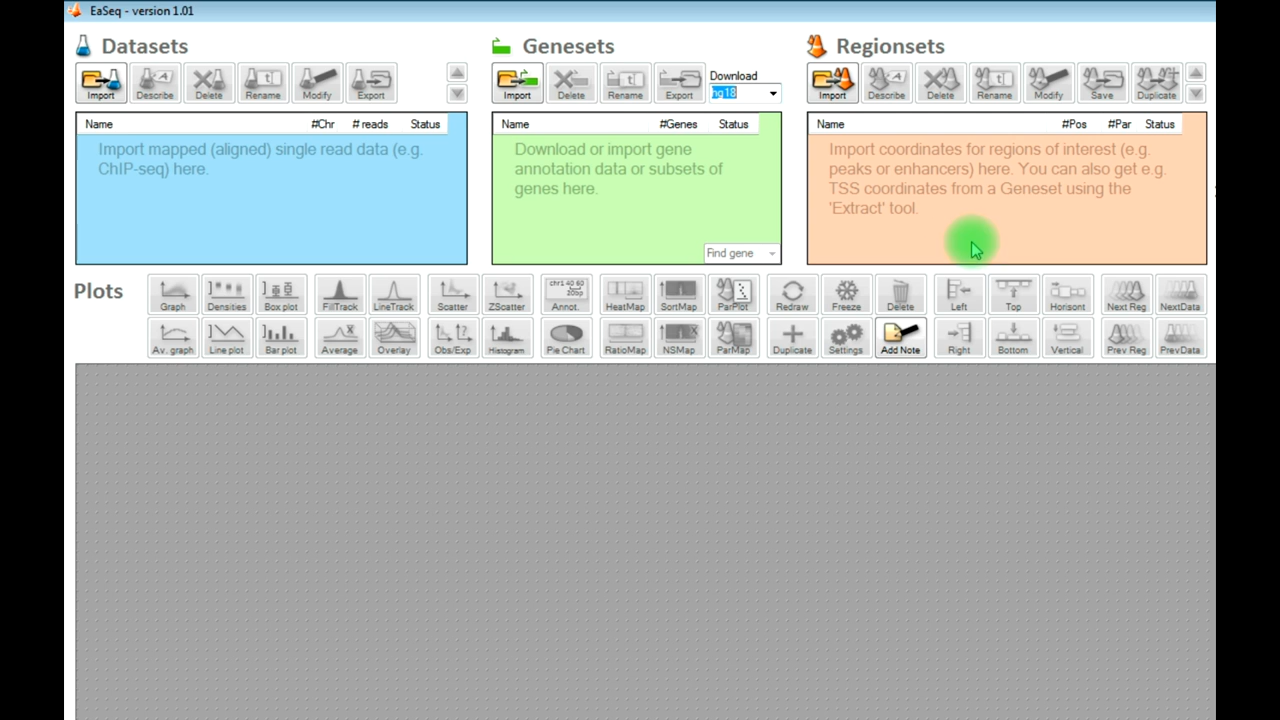 EaSeq - version 1.01
Datasets
Genesets
Regionsets
Import
Describe
Delete
Rename
Modify
Export
Import
Delete
Rename
Export
Download
hg18
Import
Describe
Delete
Rename
Modify
Save
Duplicate
Name #Chr # reads Status
Import mapped (aligned) single read data (e.g.
ChIP-seq) here.
Name #Genes Status
Download or import gene
annotation data or subsets of
genes here.
Find gene
Name #Pos #Par Status
Import coordinates for regions of interest (e.g.
peaks or enhancers) here. You can also get e.g.
TSS coordinates from a Geneset using the
'Extract' tool.
Plots
Graph
Densities
Box plot
FillTrack
LineTrack
Scatter
ZScatter
chr1 40 60
20bp
Annot.
HeatMap
SortMap
ParPlot
Redraw
Freeze
Delete
Left
Top
Horisont
Next Reg
NextData
Av. graph
Line plot
Bar plot
Average
Overlay
Obs/Exp
Histogram
Pie Chart
RatioMap
NSMap
ParMap
Duplicate
Settings
Add Note
Right
Bottom
Vertical
Prev Reg
PrevData